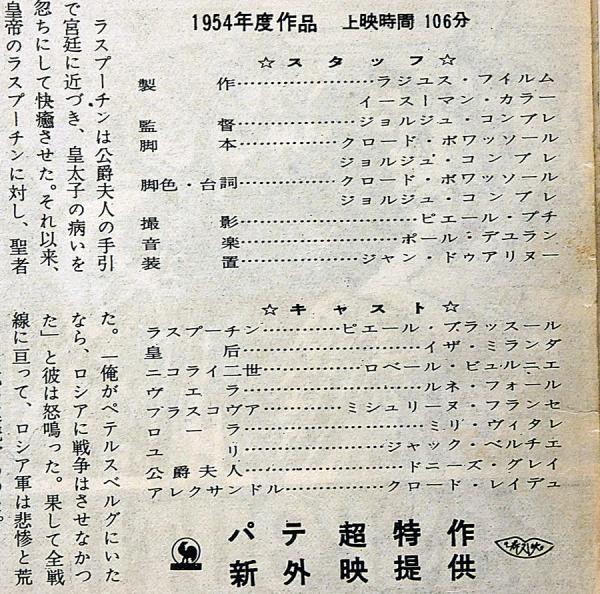 1954年度作品　上映時間 106分
☆スタッフ☆
製作…………ラジユス・フイルム
イーストマン・カラー
監督…………ジョルジュ・コンブレ
脚本…………クロード・ボワッソール
ジョルジュ・コンブレ
脚色・台詞…………クロード・ボワッソール
ジョルジュ・コンブレ
撮影…………ピエール・プチ
音楽…………ポール・デユラン
装置…………ジャン・ドゥアリヌー
ラスプーチンは公爵夫人の手引
で宮廷に近づき、皇太子の病いを
忽ちにして快癒させた。それ以来、
皇帝のラスプーチンに対し、聖者
☆キャスト☆
ラスプーチン…………ピエール・ブラッスール
皇后…………イザ・ミランダ
ニコライ二世…………ロベール・ビュルニエ
ヴェラ…………ルネ・フォール
プラスコヴァ…………ミシュリーヌ・フランセ
ローラ…………ミリ・ヴィタレ
ユリ…………ジャック・ベルチエ
公爵夫人…………ドニーズ・グレイ
アレクサンドル…………クロード・レイデュ
た。「俺がペテルスベルグにいた
なら、ロシアに戦争はさせなかつ
た」と彼は怒鳴った。果して全戦
線に亘って、ロシア軍は悲惨と荒
パテ超特作
新外映提供